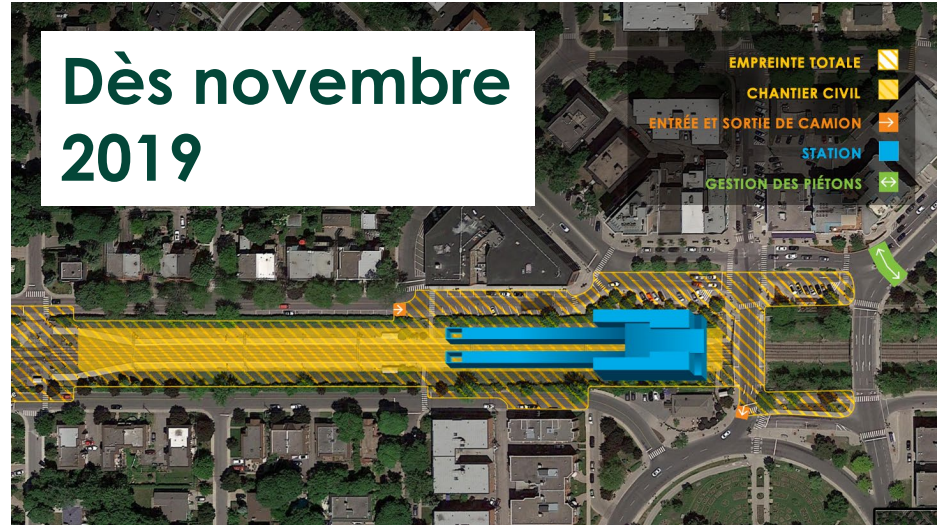 Dès novembre
2019
EMPREINTE TOTALE
CHANTIER CIVIL
ENTRÉE ET SORTIE DE CAMION
STATION
GESTION DES PIÉTONS